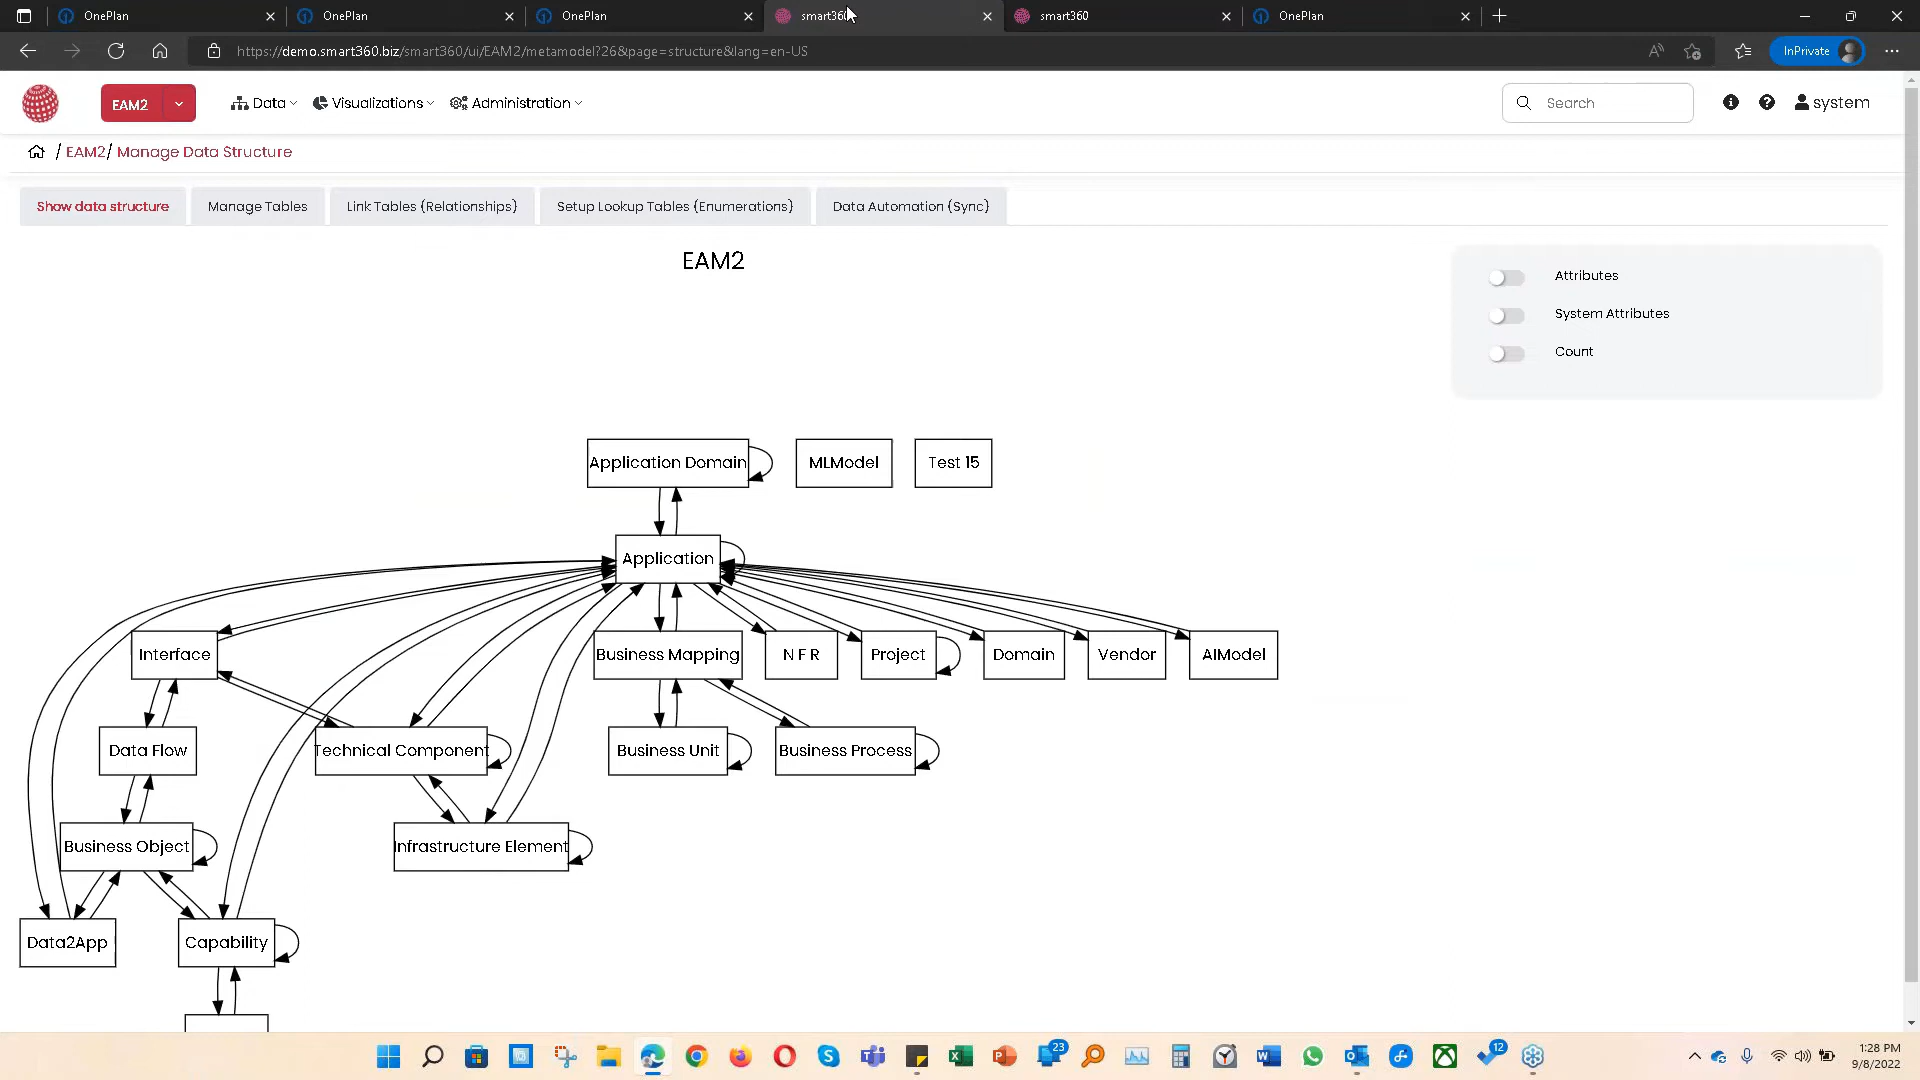 OnePlan
OnePlan
OnePlan
smart360
smart360
OnePlan
https://demo.smart360.biz/smart360/ui/EAM2/metamodel?26&page=structure&lang=en-US
InPrivate
EAM2
Data
Visualizations
Administration
Search
system
/ EAM2/ Manage Data Structure
Show data structure
Manage Tables
Link Tables (Relationships)
Setup Lookup Tables (Enumerations)
Data Automation (Sync)
EAM2
Attributes
System Attributes
Count
Application Domain
MLModel
Test 15
Application
Interface
Business Mapping
N F R
Project
Domain
Vendor
AIModel
Data Flow
Technical Component
Business Unit
Business Process
Business Object
Infrastructure Element
Data2App
Capability
23
12
1:28 PM
9/8/2022